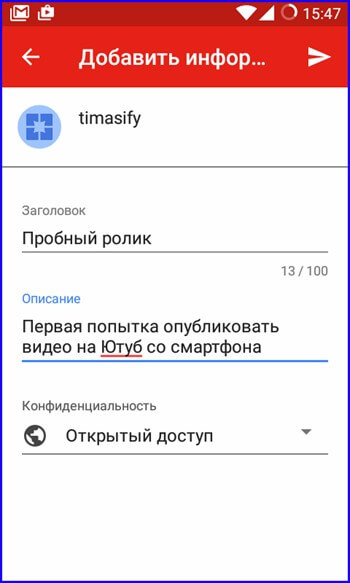 15:47
Добавить инфор...
timasify
Заголовок
Пробный ролик
13 / 100
Описание
Первая попытка опубликовать
видео на Ютуб со смартфона
Конфиденциальность
Открытый доступ